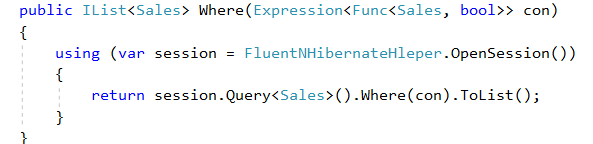 public IList<Sales> Where(Expression<Func<Sales, bool>> con)
{
using (var session = FluentNHibernateHleper.OpenSession())
{
return session.Query<Sales>().Where(con).ToList();
}
}